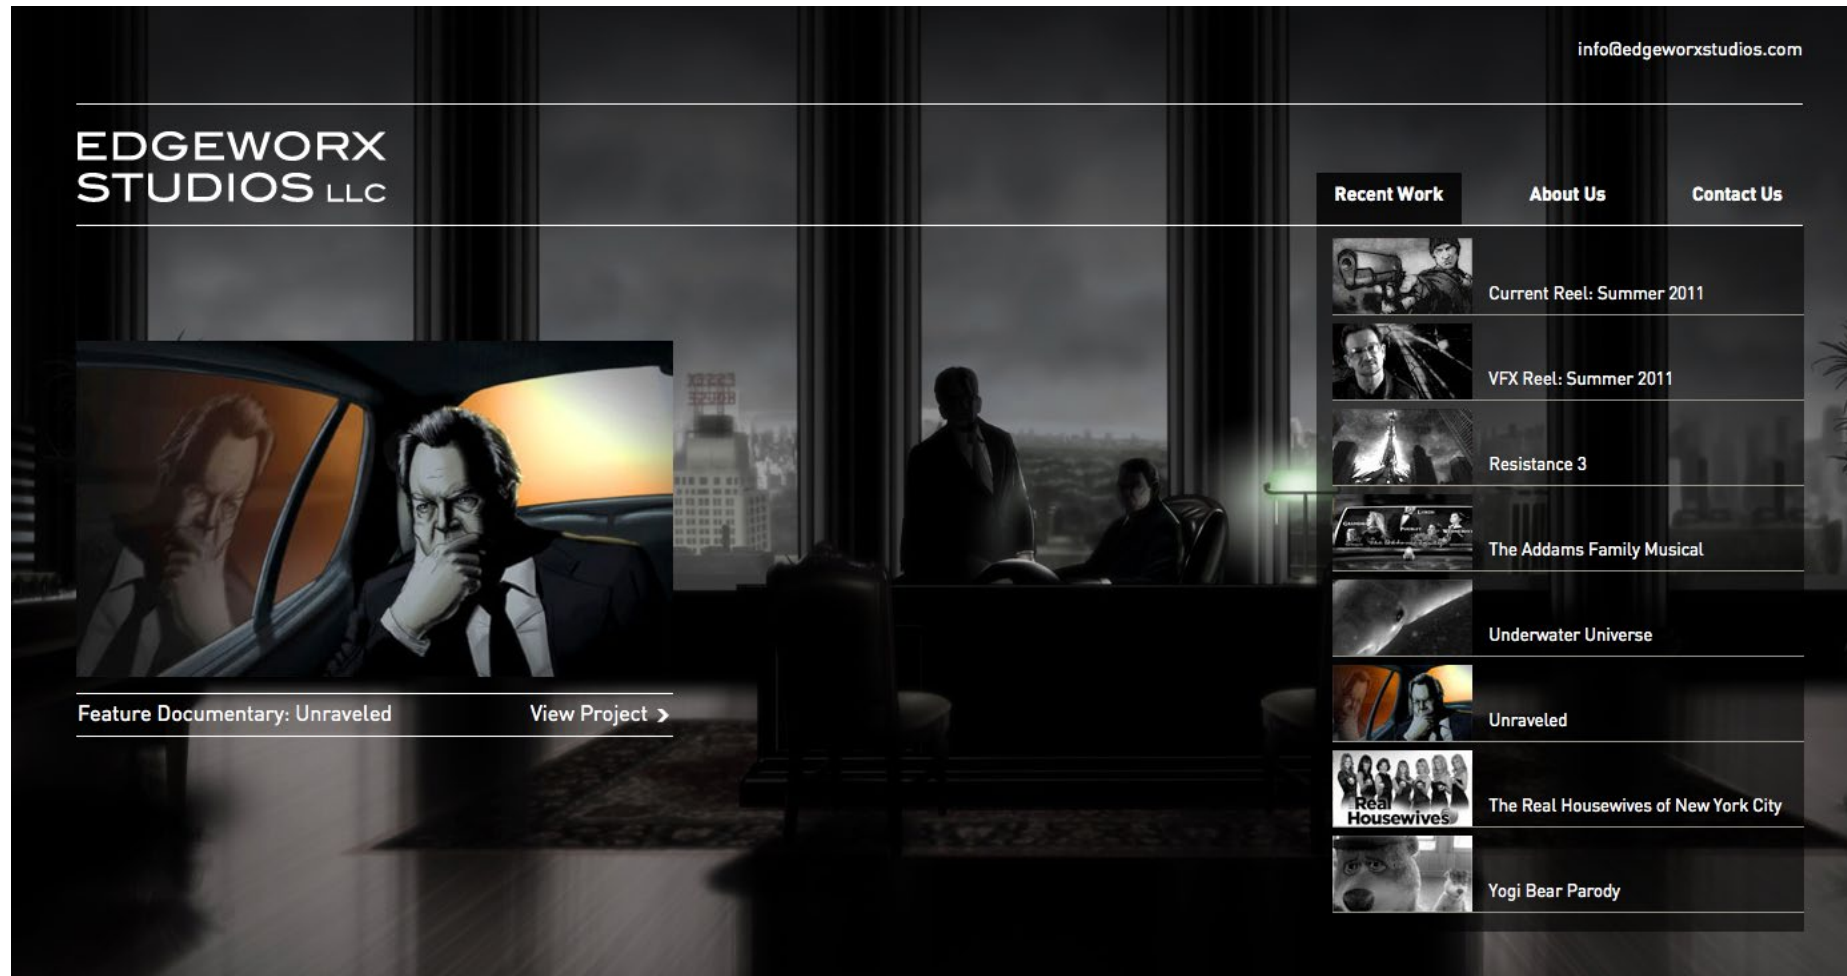 info@edgeworxstudios.com
EDGEWORX
STUDIOS LLC
Recent Work
About Us
Contact Us
Current Reel: Summer 2011
VFX Reel: Summer 2011
Resistance 3
The Addams Family Musical
Underwater Universe
Unraveled
Real
Housewives
The Real Housewives of New York City
Yogi Bear Parody
Feature Documentary: Unraveled
View Project ›